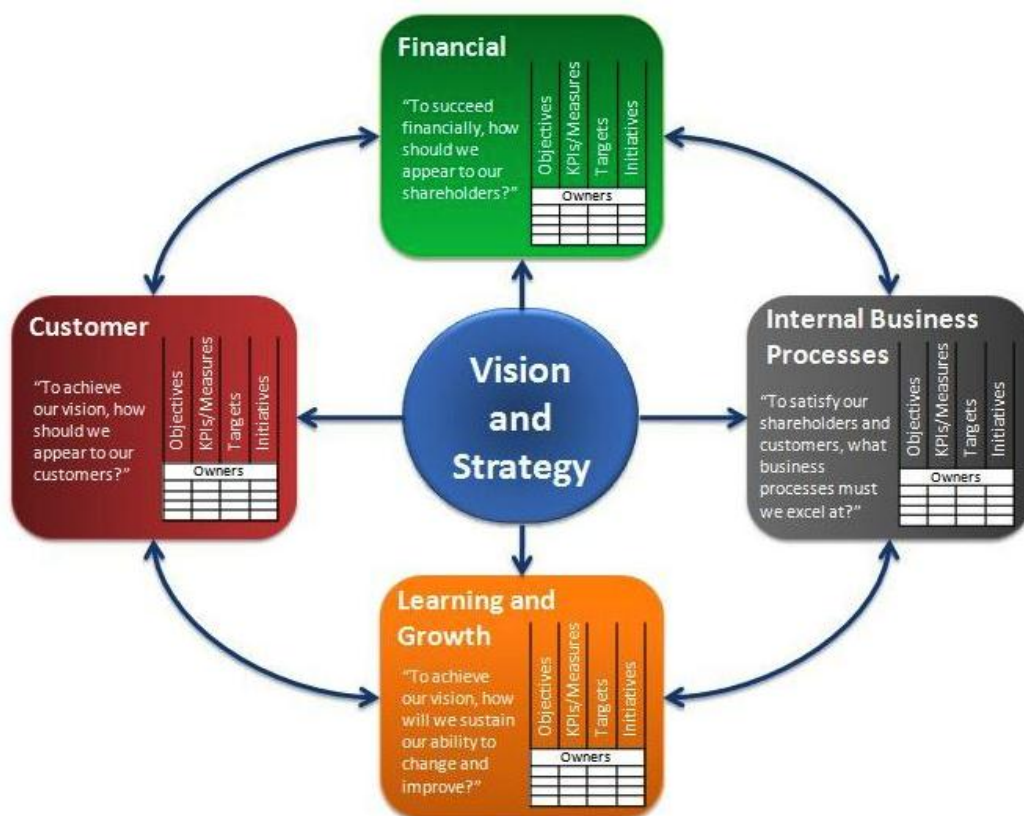 Financial
“To succeed
financially, how
should we
appear to our
shareholders?”
Objectives
KPIs/Measures
Targets
Initiatives
Owners
Customer
“To achieve
our vision, how
should we
appear to our
customers?”
Objectives
KPIs/Measures
Targets
Initiatives
Owners
Vision
and
Strategy
Internal Business
Processes
“To satisfy our
shareholders and
customers, what
business
processes must
we excel at?”
Objectives
KPIs/Measures
Targets
Initiatives
Owners
Learning and
Growth
“To achieve
our vision, how
will we sustain
our ability to
change and
improve?”
Objectives
KPIs/Measures
Targets
Initiatives
Owners